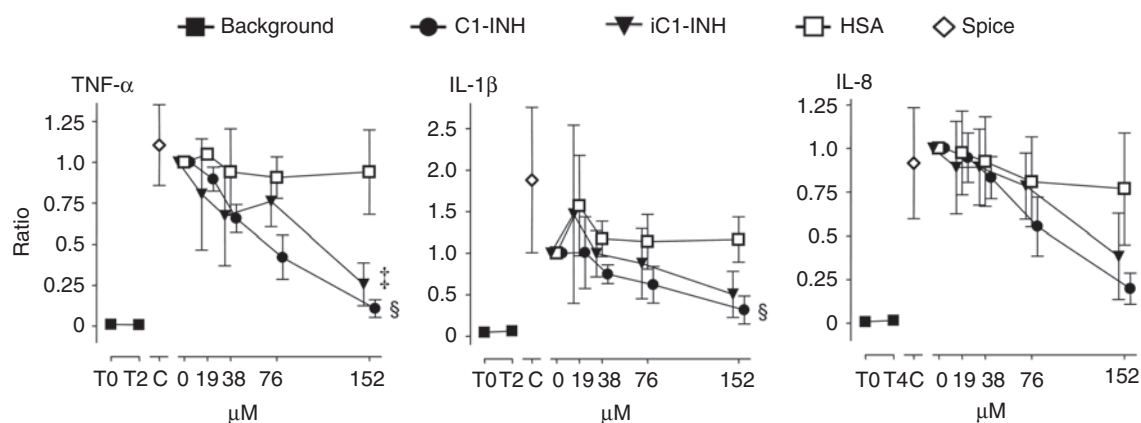 Background C1-INH iC1-INH HSA Spice
TNF-α
Ratio
1.25
1.0
0.75
0.5
0.25
0
T0 T2 C 0 19 38 76 152
μM
‡
§
IL-1β
2.5
2.0
1.5
1.0
0.5
0
T0 T2 C 0 19 38 76 152
μM
§
IL-8
1.25
1.0
0.75
0.5
0.25
0
T0 T4 C 0 19 38 76 152
μM